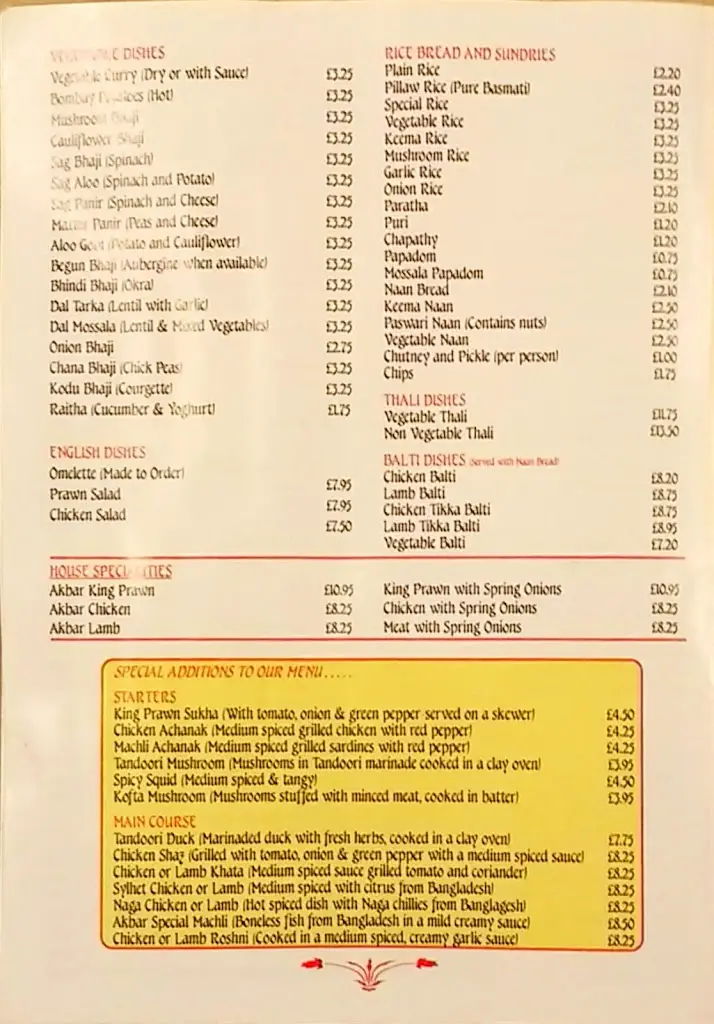 VEGETABLE DISHES
Vegetable Curry (Dry or with Sauce) £3.25
Bombay Potatoes (Hot) £3.25
Mushroom Bhaji £3.25
Cauliflower Bhaji £3.25
Sag Bhaji (Spinach) £3.25
Sag Aloo (Spinach and Potato) £3.25
Sag Panir (Spinach and Cheese) £3.25
Matter Panir (Peas and Cheese) £3.25
Aloo Gobi (Potato and Cauliflower) £3.25
Begun Bhaji (Aubergine when available) £3.25
Bhindi Bhaji (Okra) £3.25
Dal Tarka (Lentil with Garlic) £3.25
Dal Mossala (Lentil & Mixed Vegetables) £3.25
Onion Bhaji £2.75
Chana Bhaji (Chick Peas) £3.25
Kodu Bhaji (Courgette) £3.25
Raitha (Cucumber & Yoghurt) £1.75
ENGLISH DISHES
Omelette (Made to Order) £7.95
Prawn Salad £7.95
Chicken Salad £7.50
RICE BREAD AND SUNDRIES
Plain Rice £2.20
Pillaw Rice (Pure Basmati) £2.40
Special Rice £3.25
Vegetable Rice £3.25
Keema Rice £3.25
Mushroom Rice £3.25
Garlic Rice £3.25
Onion Rice £3.25
Paratha £2.10
Puri £1.20
Chapathy £1.20
Papadom £0.75
Mossala Papadom £0.75
Naan Bread £2.10
Keema Naan £2.50
Paswari Naan (Contains nuts) £2.50
Vegetable Naan £2.50
Chutney and Pickle (per person) £1.00
Chips £1.75
THALI DISHES
Vegetable Thali £11.75
Non Vegetable Thali £13.50
BALTI DISHES (Served with Naan Bread)
Chicken Balti £8.20
Lamb Balti £8.75
Chicken Tikka Balti £8.75
Lamb Tikka Balti £8.95
Vegetable Balti £7.20
HOUSE SPECIALITIES
Akbar King Prawn £10.95
Akbar Chicken £8.25
Akbar Lamb £8.25
King Prawn with Spring Onions £10.95
Chicken with Spring Onions £8.25
Meat with Spring Onions £8.25
SPECIAL ADDITIONS TO OUR MENU.....
STARTERS
King Prawn Sukha (With tomato, onion & green pepper served on a skewer) £4.50
Chicken Achanak (Medium spiced grilled chicken with red pepper) £4.25
Machli Achanak (Medium spiced grilled sardines with red pepper) £4.25
Tandoori Mushroom (Mushrooms in Tandoori marinade cooked in a clay oven) £3.95
Spicy Squid (Medium spiced & tangy) £4.50
Kofta Mushroom (Mushrooms stuffed with minced meat, cooked in batter) £3.95
MAIN COURSE
Tandoori Duck (Marinaded duck with fresh herbs, cooked in a clay oven) £7.75
Chicken Shaz (Grilled with tomato, onion & green pepper with a medium spiced sauce) £8.25
Chicken or Lamb Khata (Medium spiced sauce grilled tomato and coriander) £8.25
Sylhet Chicken or Lamb (Medium spiced with citrus from Bangladesh) £8.25
Naga Chicken or Lamb (Hot spiced dish with Naga chillies from Banglagesh) £8.25
Akbar Special Machli (Boneless fish from Bangladesh in a mild creamy sauce) £8.50
Chicken or Lamb Roshni (Cooked in a medium spiced, creamy garlic sauce) £8.25